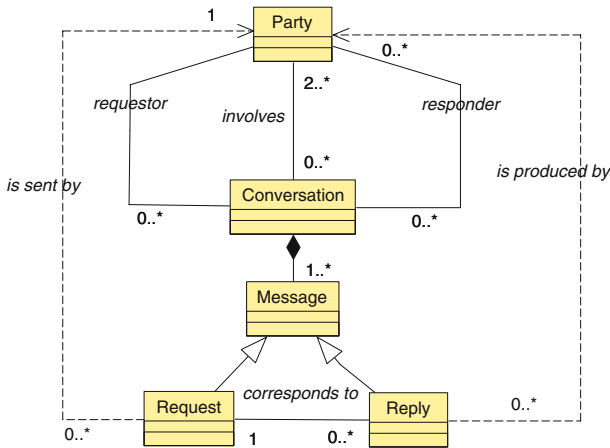 1
Party
0..*
2..*
requestor
involves
responder
is sent by
is produced by
0..*
Conversation
0..*
0..*
1..*
Message
corresponds to
Request
Reply
0..*
1
0..*
0..*